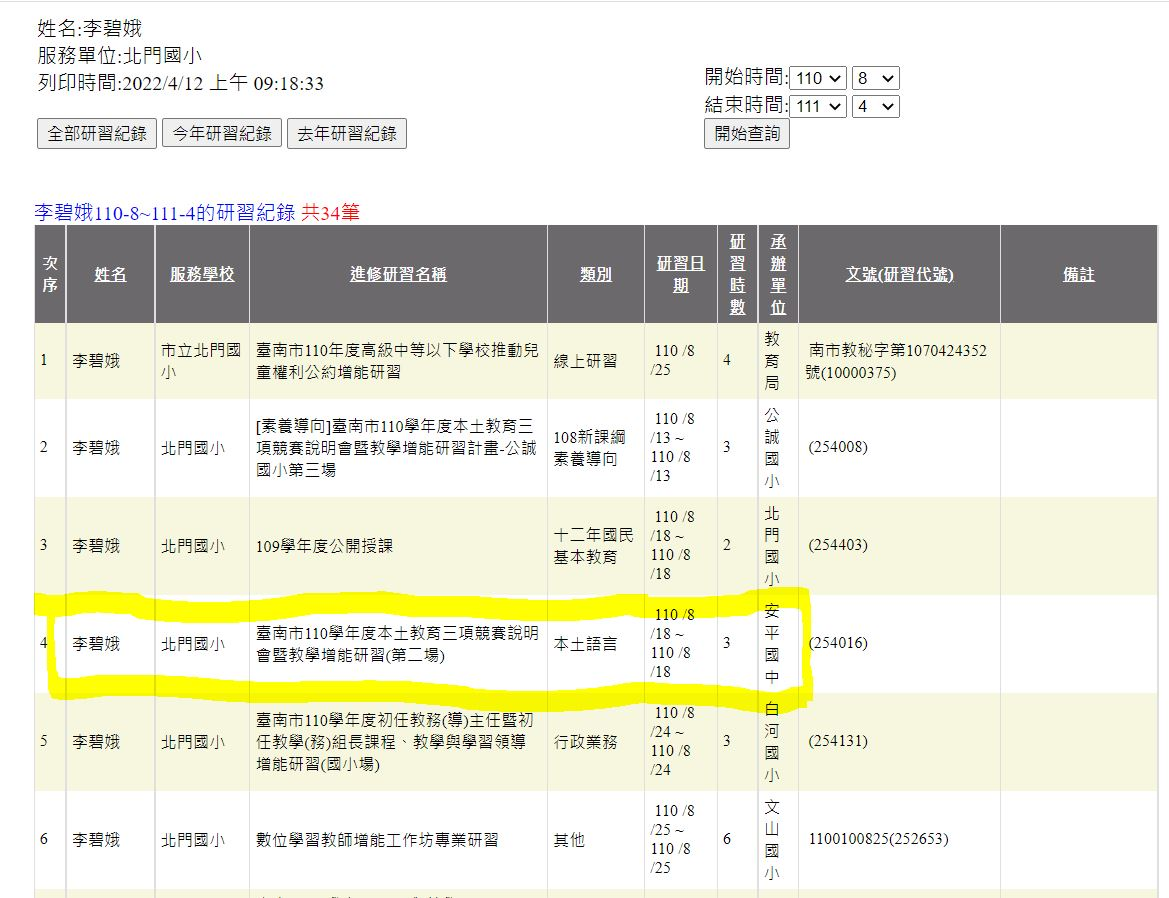 姓名:李碧娥
服務單位:北門國小
列印時間:2022/4/12 上午 09:18:33
開始時間: 110 8
結束時間: 111 4
全部研習紀錄 今年研習紀錄 去年研習紀錄
開始查詢
李碧娥110-8~111-4的研習紀錄 共34筆
次序 姓名 服務學校 進修研習名稱 類別 研習日期 研習時數 承辦單位 文號(研習代號) 備註
1 李碧娥 市立北門國小 臺南市110年度高級中等以下學校推動兒童權利公約增能研習 線上研習 110 /8 /25 4 教育局 南市教秘字第1070424352號(10000375)
2 李碧娥 北門國小 [素養導向]臺南市110學年度本土教育三項競賽說明會暨教學增能研習計畫-公誠國小第三場 108新課綱素養導向 110 /8 /13 ~ 110 /8 /13 3 公誠國小 (254008)
3 李碧娥 北門國小 109學年度公開授課 十二年國民基本教育 110 /8 /18 ~ 110 /8 /18 2 北門國小 (254403)
4 李碧娥 北門國小 臺南市110學年度本土教育三項競賽說明會暨教學增能研習(第二場) 本土語言 110 /8 /18 ~ 110 /8 /18 3 安平國中 (254016)
5 李碧娥 北門國小 臺南市110學年度初任教務(導)主任暨初任教學(務)組長課程、教學與學習領導增能研習(國小場) 行政業務 110 /8 /24 ~ 110 /8 /24 3 白河國小 (254131)
6 李碧娥 北門國小 數位學習教師增能工作坊專業研習 其他 110 /8 /25 ~ 110 /8 /25 6 文山國小 1100100825(252653)